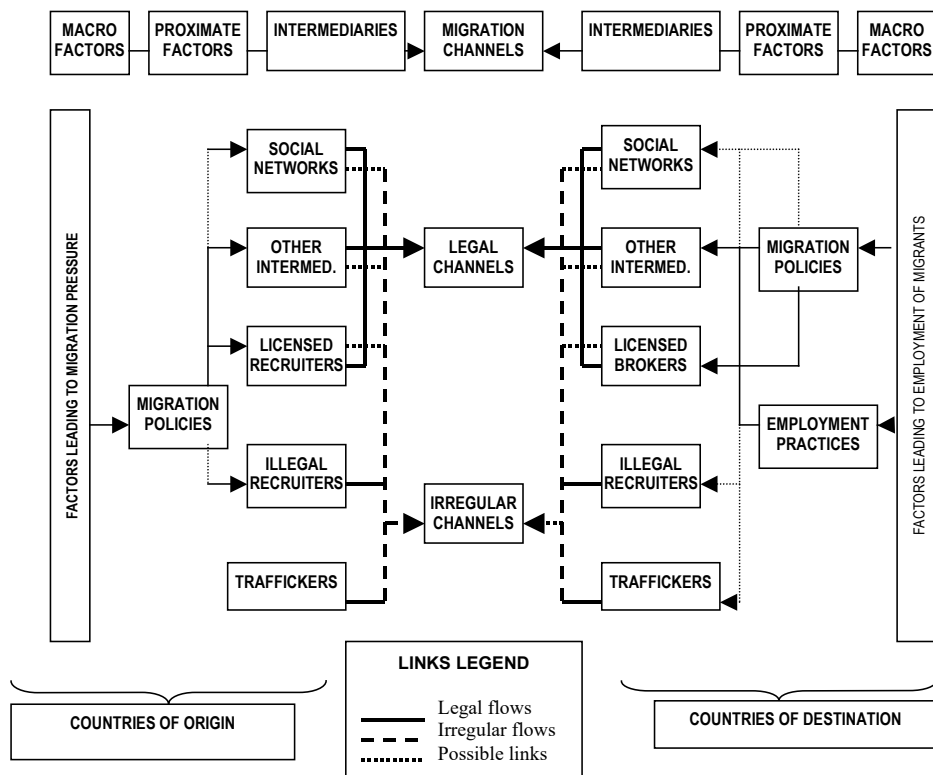 MACRO
FACTORS
PROXIMATE
FACTORS
INTERMEDIARIES
MIGRATION
CHANNELS
INTERMEDIARIES
PROXIMATE
FACTORS
MACRO
FACTORS
FACTORS LEADING TO MIGRATION PRESSURE
MIGRATION
POLICIES
SOCIAL
NETWORKS
OTHER
INTERMED.
LICENSED
RECRUITERS
ILLEGAL
RECRUITERS
TRAFFICKERS
LEGAL
CHANNELS
IRREGULAR
CHANNELS
SOCIAL
NETWORKS
OTHER
INTERMED.
LICENSED
BROKERS
ILLEGAL
RECRUITERS
TRAFFICKERS
MIGRATION
POLICIES
EMPLOYMENT
PRACTICES
FACTORS LEADING TO EMPLOYMENT OF MIGRANTS
LINKS LEGEND
Legal flows
Irregular flows
Possible links
COUNTRIES OF ORIGIN
COUNTRIES OF DESTINATION